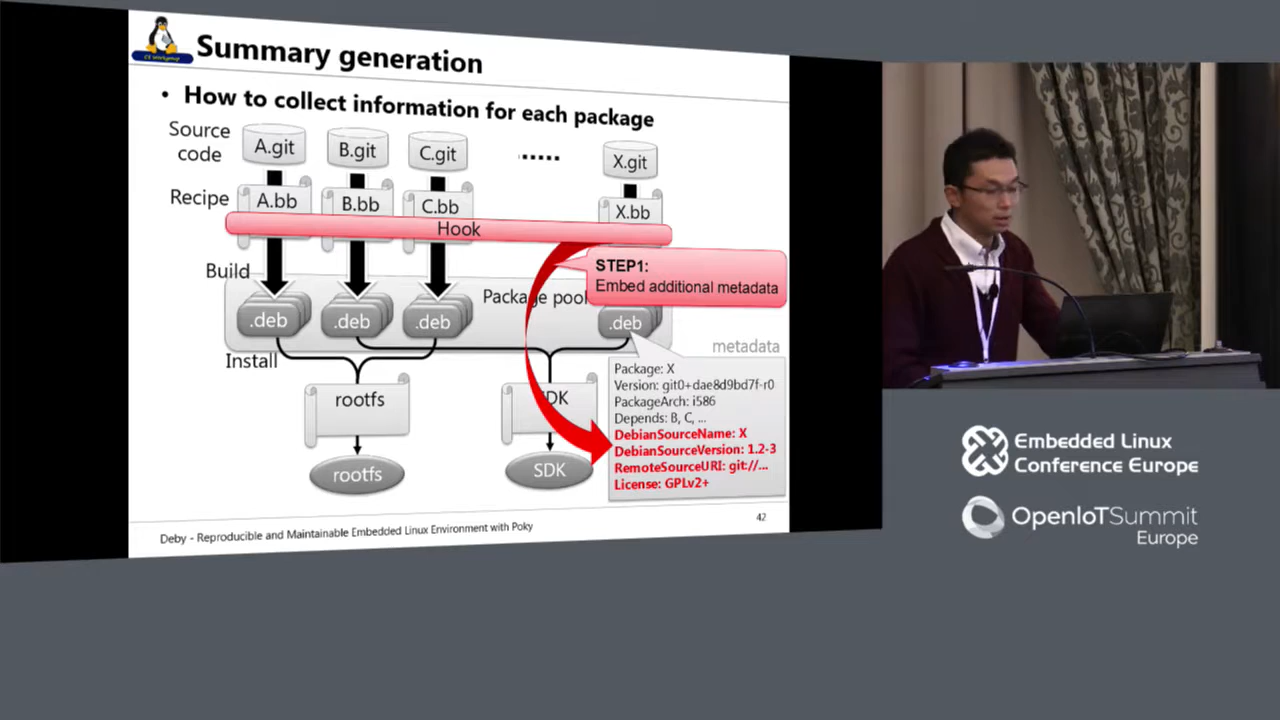 Summary generation
• How to collect information for each package
Source
code
A.git
B.git
C.git
.....
X.git
Recipe
A.bb
B.bb
C.bb
X.bb
Hook
STEP1:
Embed additional metadata
Build
Package pool
.deb
.deb
.deb
.deb
metadata
Install
Package: X
Version: git0+dae8d9bd7f-r0
PackageArch: i586
Depends: B, C, ...
DebianSourceName: X
DebianSourceVersion: 1.2-3
RemoteSourceURI: git://...
License: GPLv2+
rootfs
SDK
rootfs
SDK
Deby - Reproducible and Maintainable Embedded Linux Environment with Poky
42
Embedded Linux
Conference Europe
OpenIoTSummit
Europe